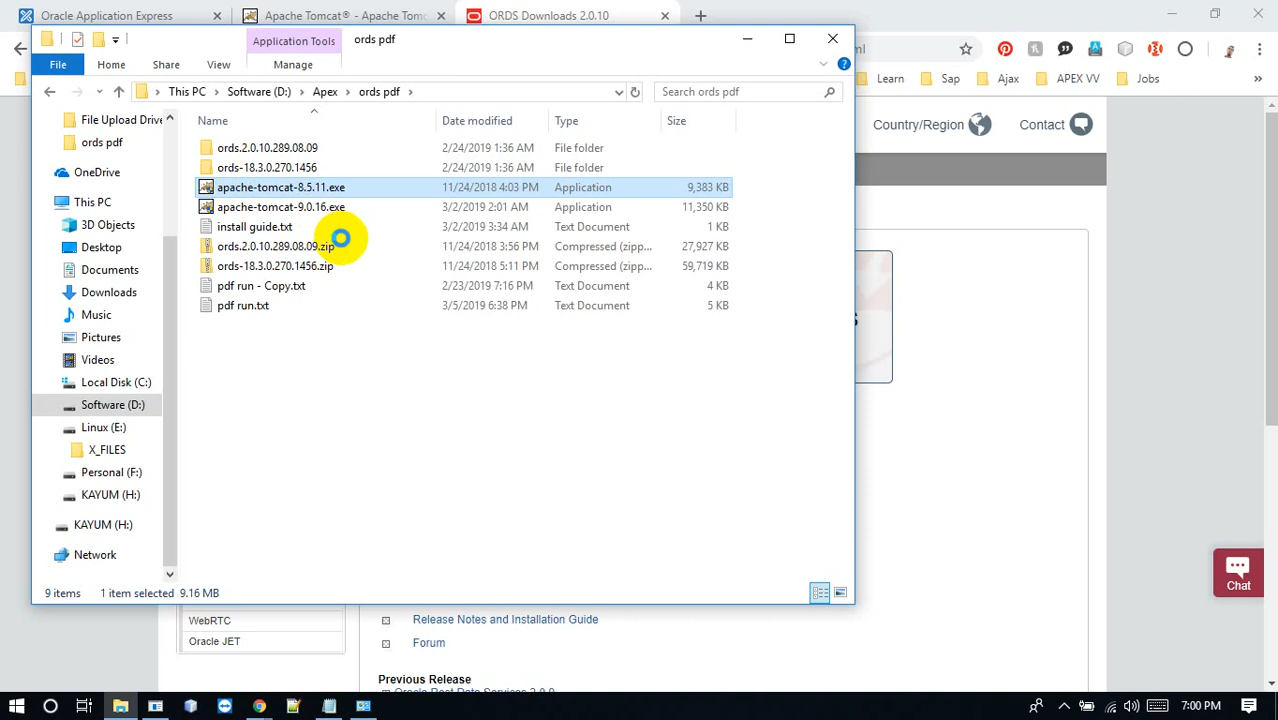 Oracle Application Express
Apache Tomcat® - Apache Tomc
ORDS Downloads 2.0.10
Application Tools
ords pdf
File
Home
Share
View
Manage
This PC
Software (D:)
Apex
ords pdf
Search ords pdf
ml
Learn
Sap
Ajax
APEX VV
Jobs
Country/Region
Contact
File Upload Drive
ords pdf
OneDrive
This PC
3D Objects
Desktop
Documents
Downloads
Music
Pictures
Videos
Local Disk (C:)
Software (D:)
Linux (E:)
X_FILES
Personal (F:)
KAYUM (H:)
KAYUM (H:)
Network
Name Date modified Type Size
ords.2.0.10.289.08.09 2/24/2019 1:36 AM File folder
ords-18.3.0.270.1456 2/24/2019 1:36 AM File folder
apache-tomcat-8.5.11.exe 11/24/2018 4:03 PM Application 9,383 KB
apache-tomcat-9.0.16.exe 3/2/2019 2:01 AM Application 11,350 KB
install guide.txt 3/2/2019 3:34 AM Text Document 1 KB
ords.2.0.10.289.08.09.zip 11/24/2018 3:56 PM Compressed (zipp... 27,927 KB
ords-18.3.0.270.1456.zip 11/24/2018 5:11 PM Compressed (zipp... 59,719 KB
pdf run - Copy.txt 2/23/2019 7:16 PM Text Document 4 KB
pdf run.txt 3/5/2019 6:38 PM Text Document 5 KB
S
9 items 1 item selected 9.16 MB
Chat
WebRTC
Oracle JET
Release Notes and Installation Guide
Forum
Previous Release
Oracle Rest Data Services 2.0.9
7:00 PM